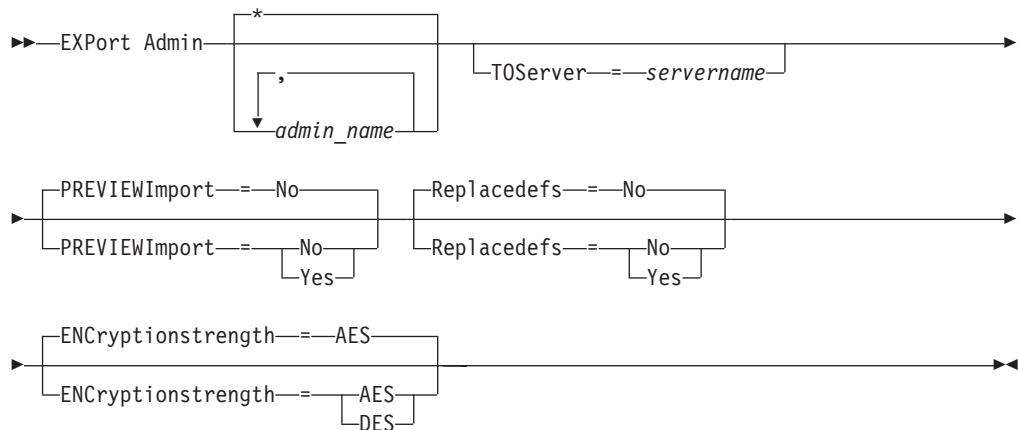 *
EXPort Admin
TOServer = servername
,
admin_name
PREVIEWImport = No Replacedefs = No
PREVIEWImport = No Replacedefs = No
Yes Yes
ENCryptionstrength = AES
ENCryptionstrength = AES
DES